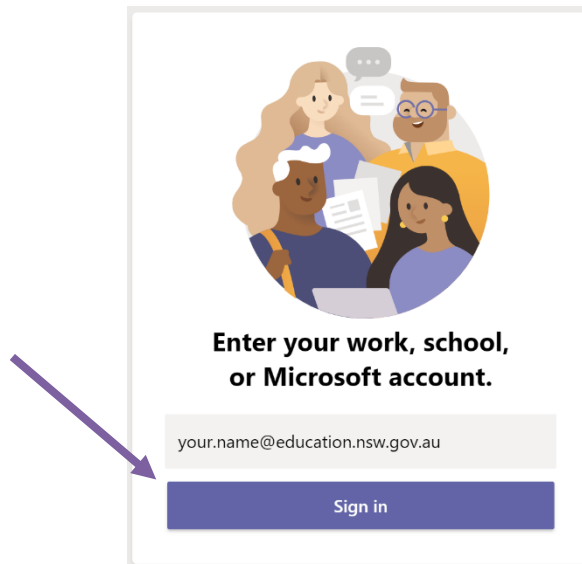 Enter your work, school,
or Microsoft account.
your.name@education.nsw.gov.au
Sign in